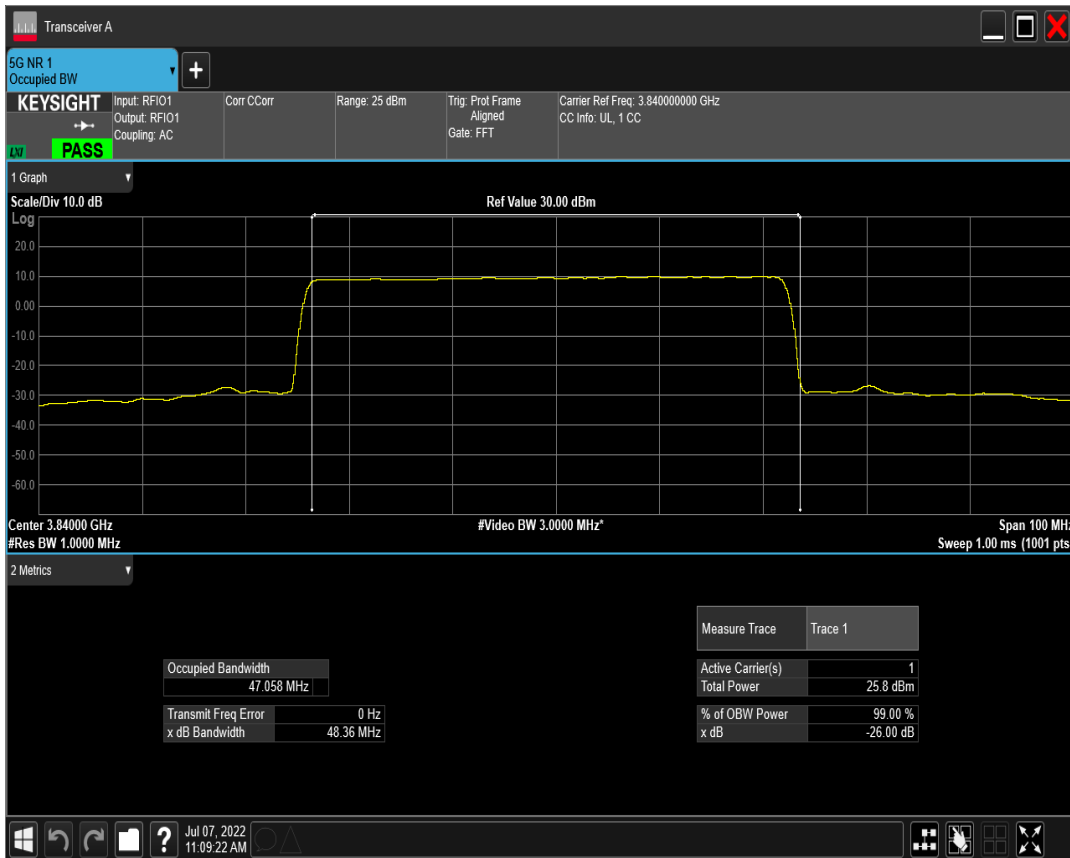 Transceiver A
5G NR 1
Occupied BW
KEYSIGHT
LXI
PASS
Input: RFIO1
Output: RFIO1
Coupling: AC
Corr CCorr
Range: 25 dBm
Trig: Prot Frame
Aligned
Gate: FFT
Carrier Ref Freq: 3.840000000 GHz
CC Info: UL, 1 CC
1 Graph
Scale/Div 10.0 dB
Ref Value 30.00 dBm
Log
20.0
10.0
0.00
-10.0
-20.0
-30.0
-40.0
-50.0
-60.0
Center 3.84000 GHz
#Video BW 3.0000 MHz*
Span 100 MHz
#Res BW 1.0000 MHz
Sweep 1.00 ms (1001 pts
2 Metrics
Measure Trace Trace 1
Occupied Bandwidth
47.058 MHz
Active Carrier(s) 1
Total Power 25.8 dBm
Transmit Freq Error 0 Hz
x dB Bandwidth 48.36 MHz
% of OBW Power 99.00 %
x dB -26.00 dB
?
Jul 07, 2022
11:09:22 AM